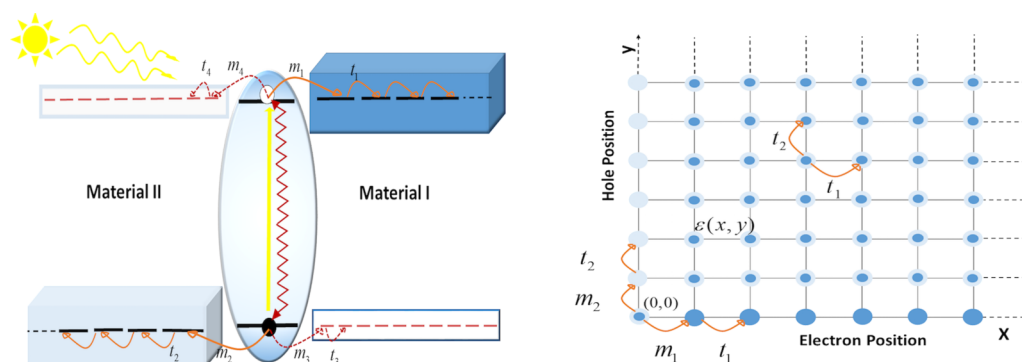 t₄
m₄
m₁
t₁
Material II
Material I
t₂
m₂
m₃
t₃
y
Hole Position
t₂
t₁
ε(x, y)
t₂
m₂
(0,0)
m₁
t₁
Electron Position
X